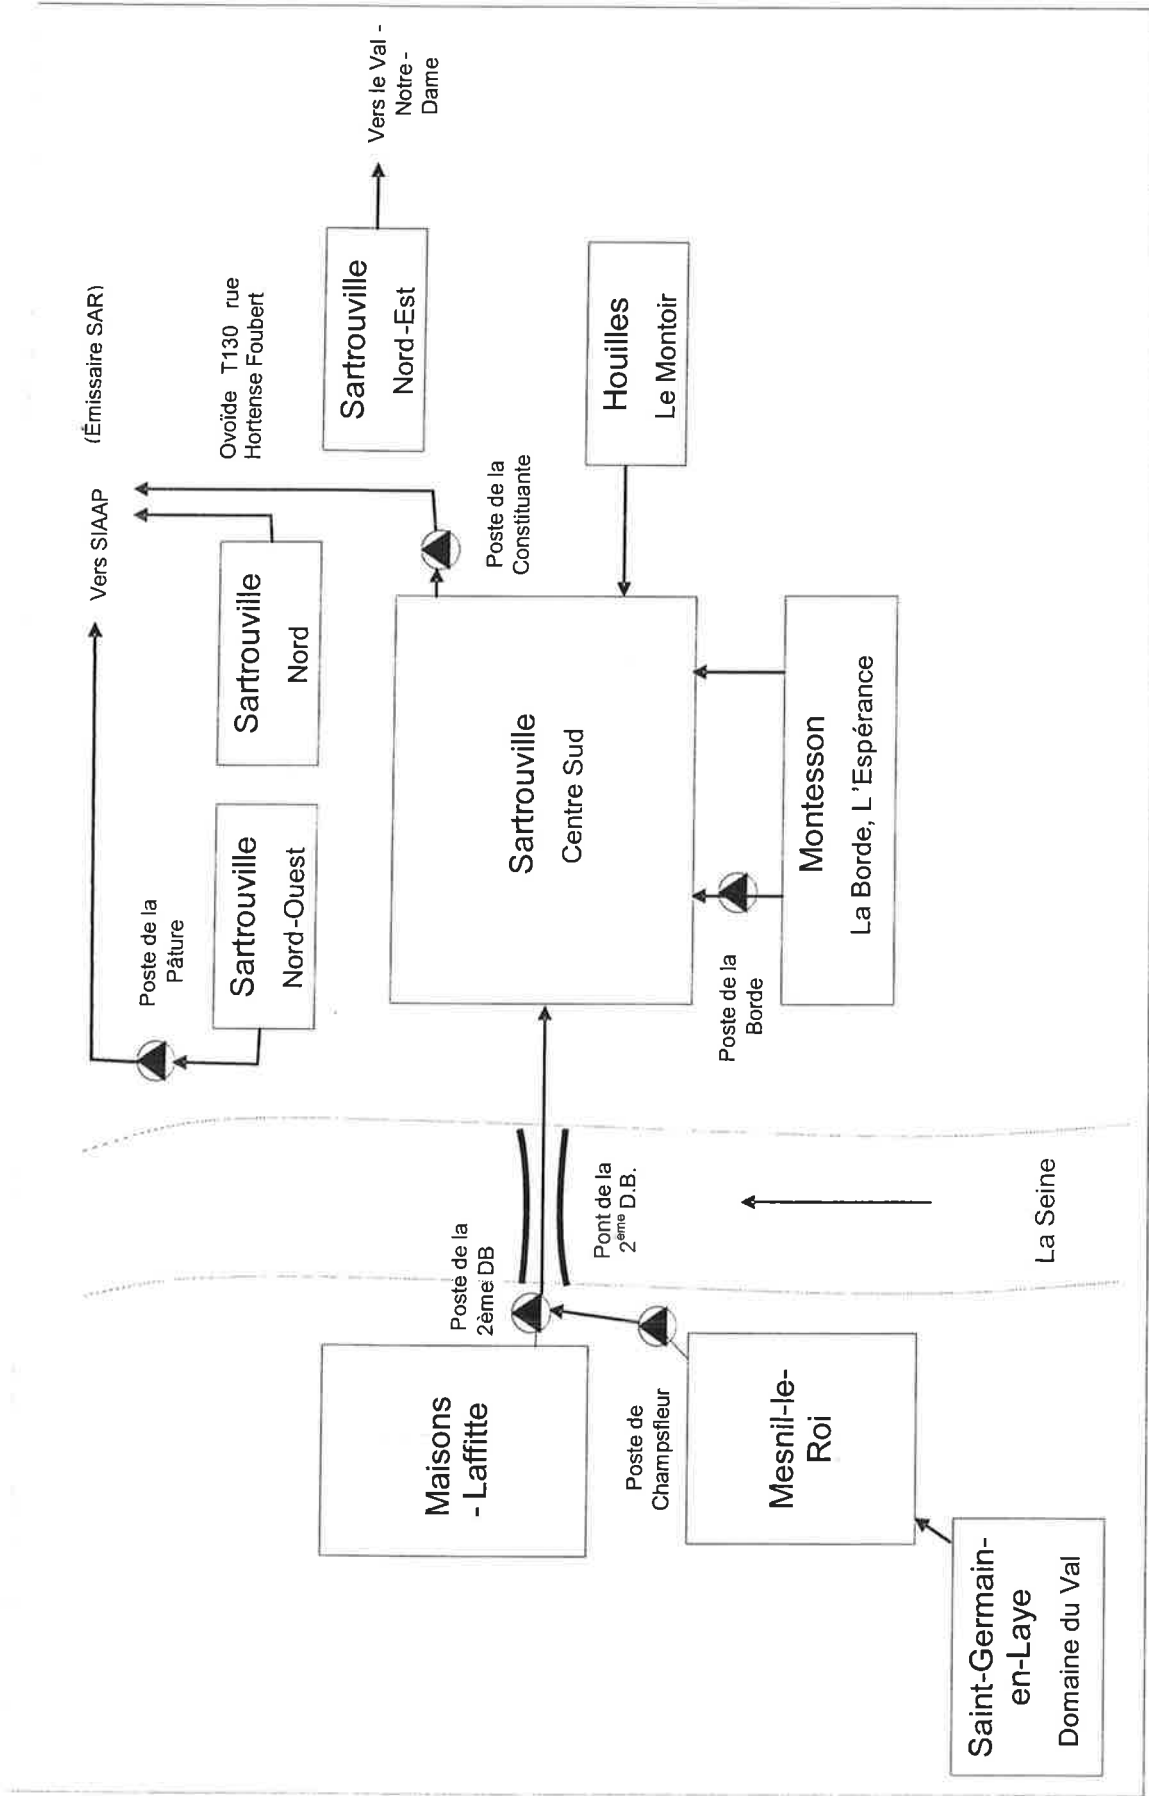 Vers SIAAP (Émissaire SAR)
Poste de la
Pâture
Ovoïde T130 rue
Hortense Foubert
Vers le Val -
Notre -
Dame
Sartrouville
Nord-Ouest
Sartrouville
Nord
Sartrouville
Nord-Est
Poste de la
Constituante
Poste de la
2ème DB
Maisons
- Laffitte
Sartrouville
Centre Sud
Houilles
Le Montoir
Pont de la
2ème D.B.
Poste de
Champsfleur
Poste de la
Borde
Mesnil-le-
Roi
Montesson
La Borde, L 'Espérance
Saint-Germain-
en-Laye
Domaine du Val
La Seine